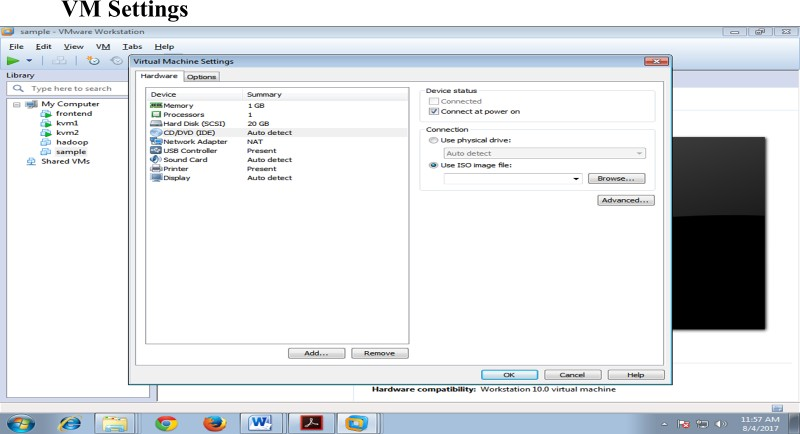 VM Settings
sample - VMware Workstation
File Edit View VM Tabs Help
Library
Type here to search
My Computer
frontend
kvm1
kvm2
hadoop
sample
Shared VMs
Virtual Machine Settings
Hardware Options
Device Summary
Memory 1 GB
Processors 1
Hard Disk (SCSI) 20 GB
CD/DVD (IDE) Auto detect
Network Adapter NAT
USB Controller Present
Sound Card Auto detect
Printer Present
Display Auto detect
Add... Remove
Device status
Connected
Connect at power on
Connection
Use physical drive:
Auto detect
Use ISO image file:
Browse...
Advanced...
OK Cancel Help
Hardware compatibility: Workstation 10.0 virtual machine
11:57 AM
8/4/2017